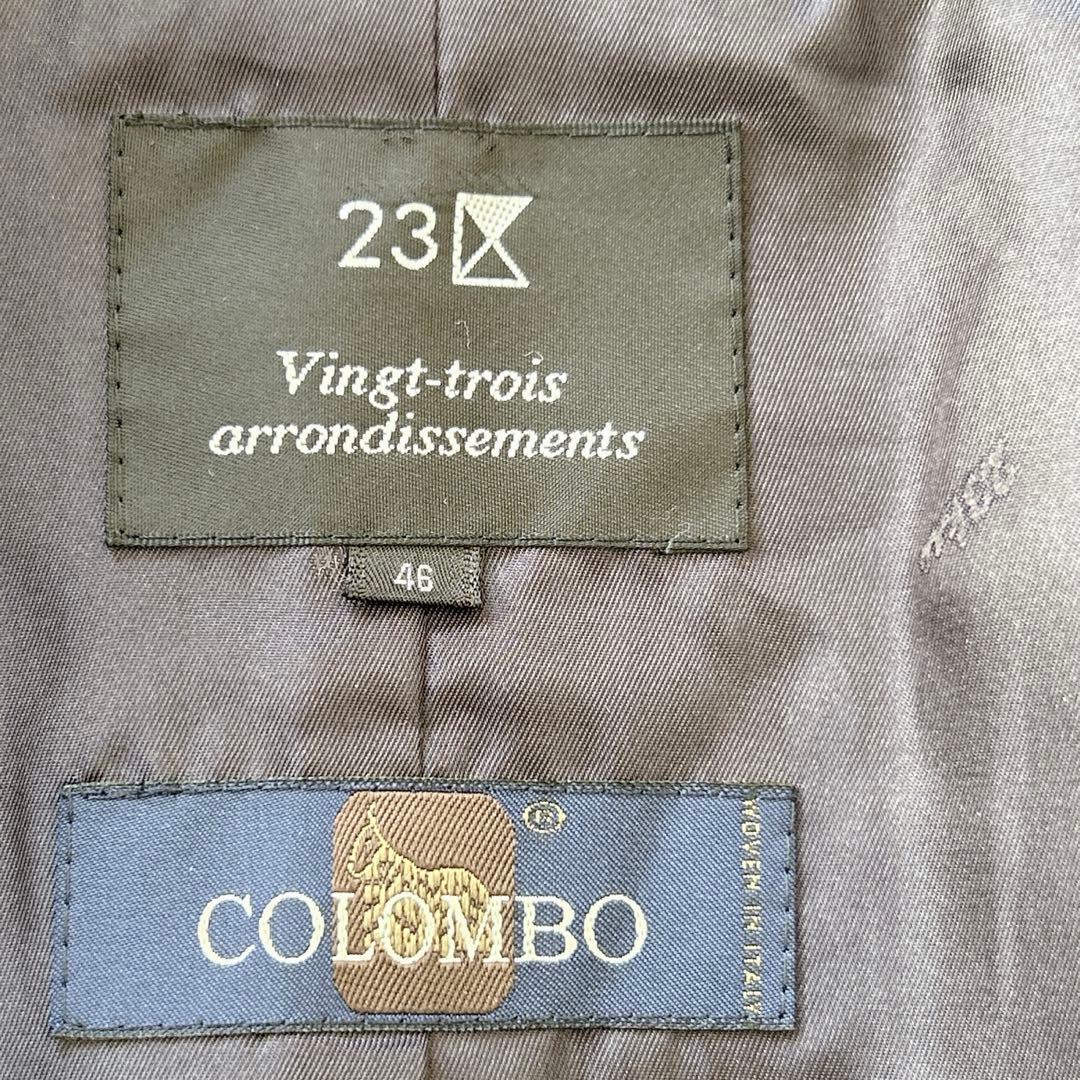 23
Vingt-trois
arrondissements
46
COLOMBO
®
WOVEN IN ITALY